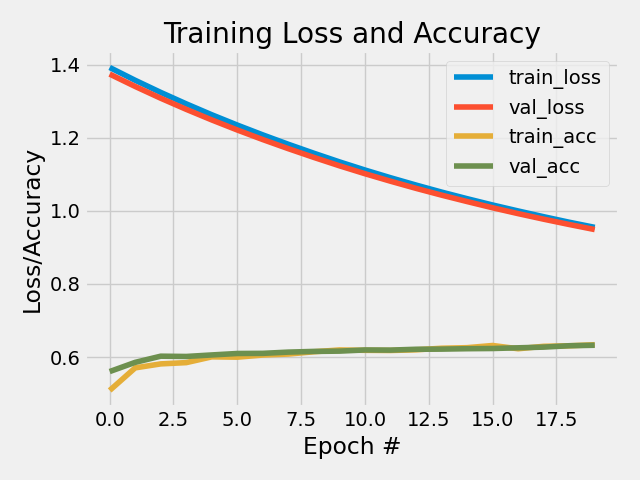 Training Loss and Accuracy
train_loss
val_loss
train_acc
val_acc
1.4
1.2
1.0
0.8
0.6
Loss/Accuracy
0.0 2.5 5.0 7.5 10.0 12.5 15.0 17.5
Epoch #